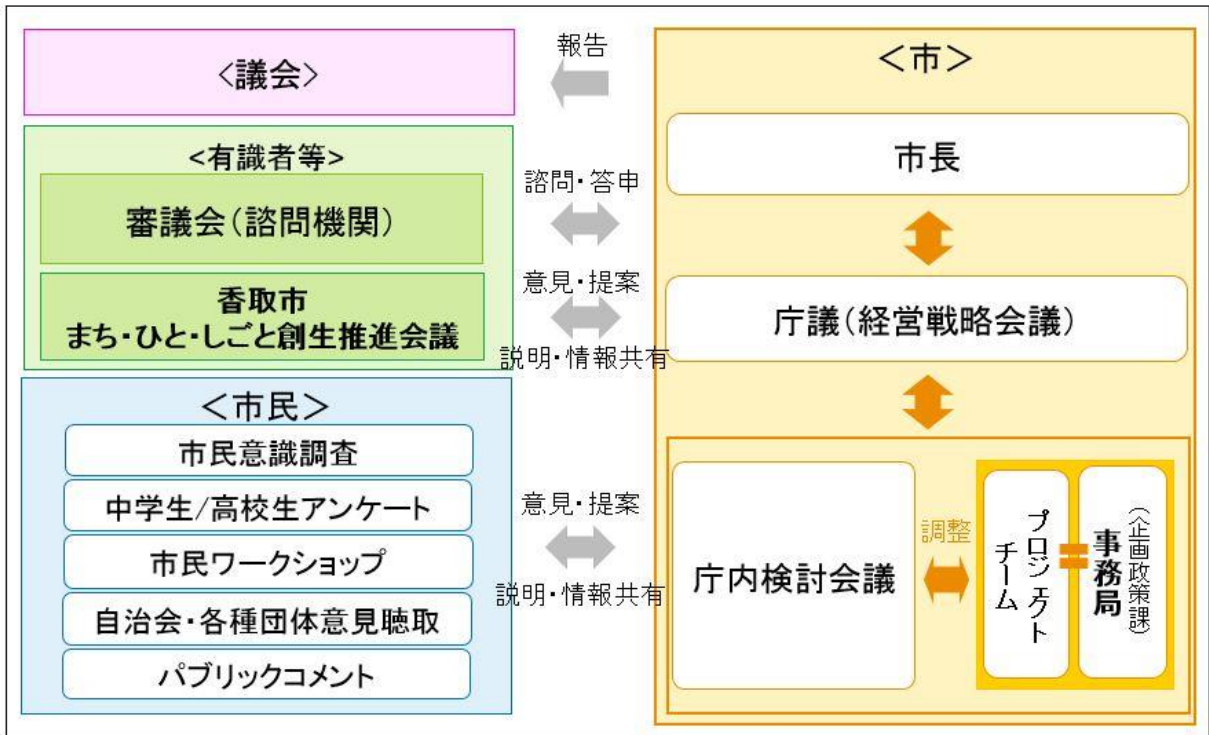 <議会>
<有識者等>
審議会(諮問機関)
香取市
まち・ひと・しごと創生推進会議
<市民>
市民意識調査
中学生/高校生アンケート
市民ワークショップ
自治会・各種団体意見聴取
パブリックコメント
報告
諮問・答申
意見・提案
説明・情報共有
意見・提案
説明・情報共有
<市>
市長
庁議(経営戦略会議)
庁内検討会議
調整
プロジェクト
チーム
(企画政策課)
事務局